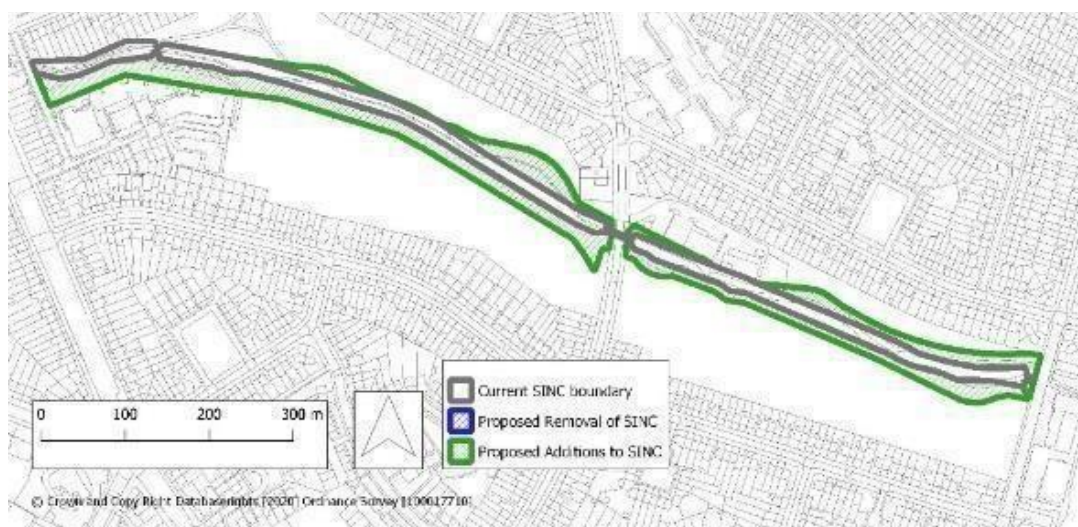 Current SINC boundary
Proposed Removal of SINC
Proposed Additions to SINC
0 100 200 300 m
© Crown and Copy Right Databaserights [2020] Ordnance Survey [100017710]